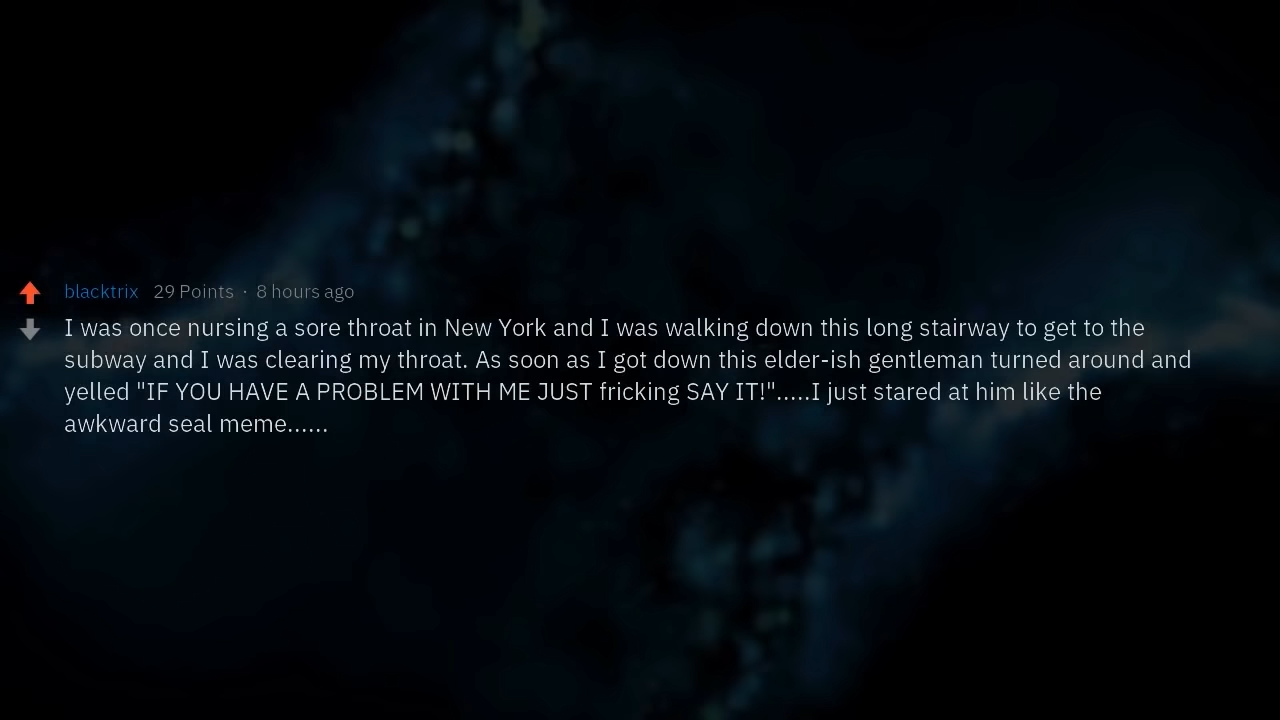 blacktrix 29 Points · 8 hours ago
I was once nursing a sore throat in New York and I was walking down this long stairway to get to the
subway and I was clearing my throat. As soon as I got down this elder-ish gentleman turned around and
yelled "IF YOU HAVE A PROBLEM WITH ME JUST fricking SAY IT!".....I just stared at him like the
awkward seal meme......